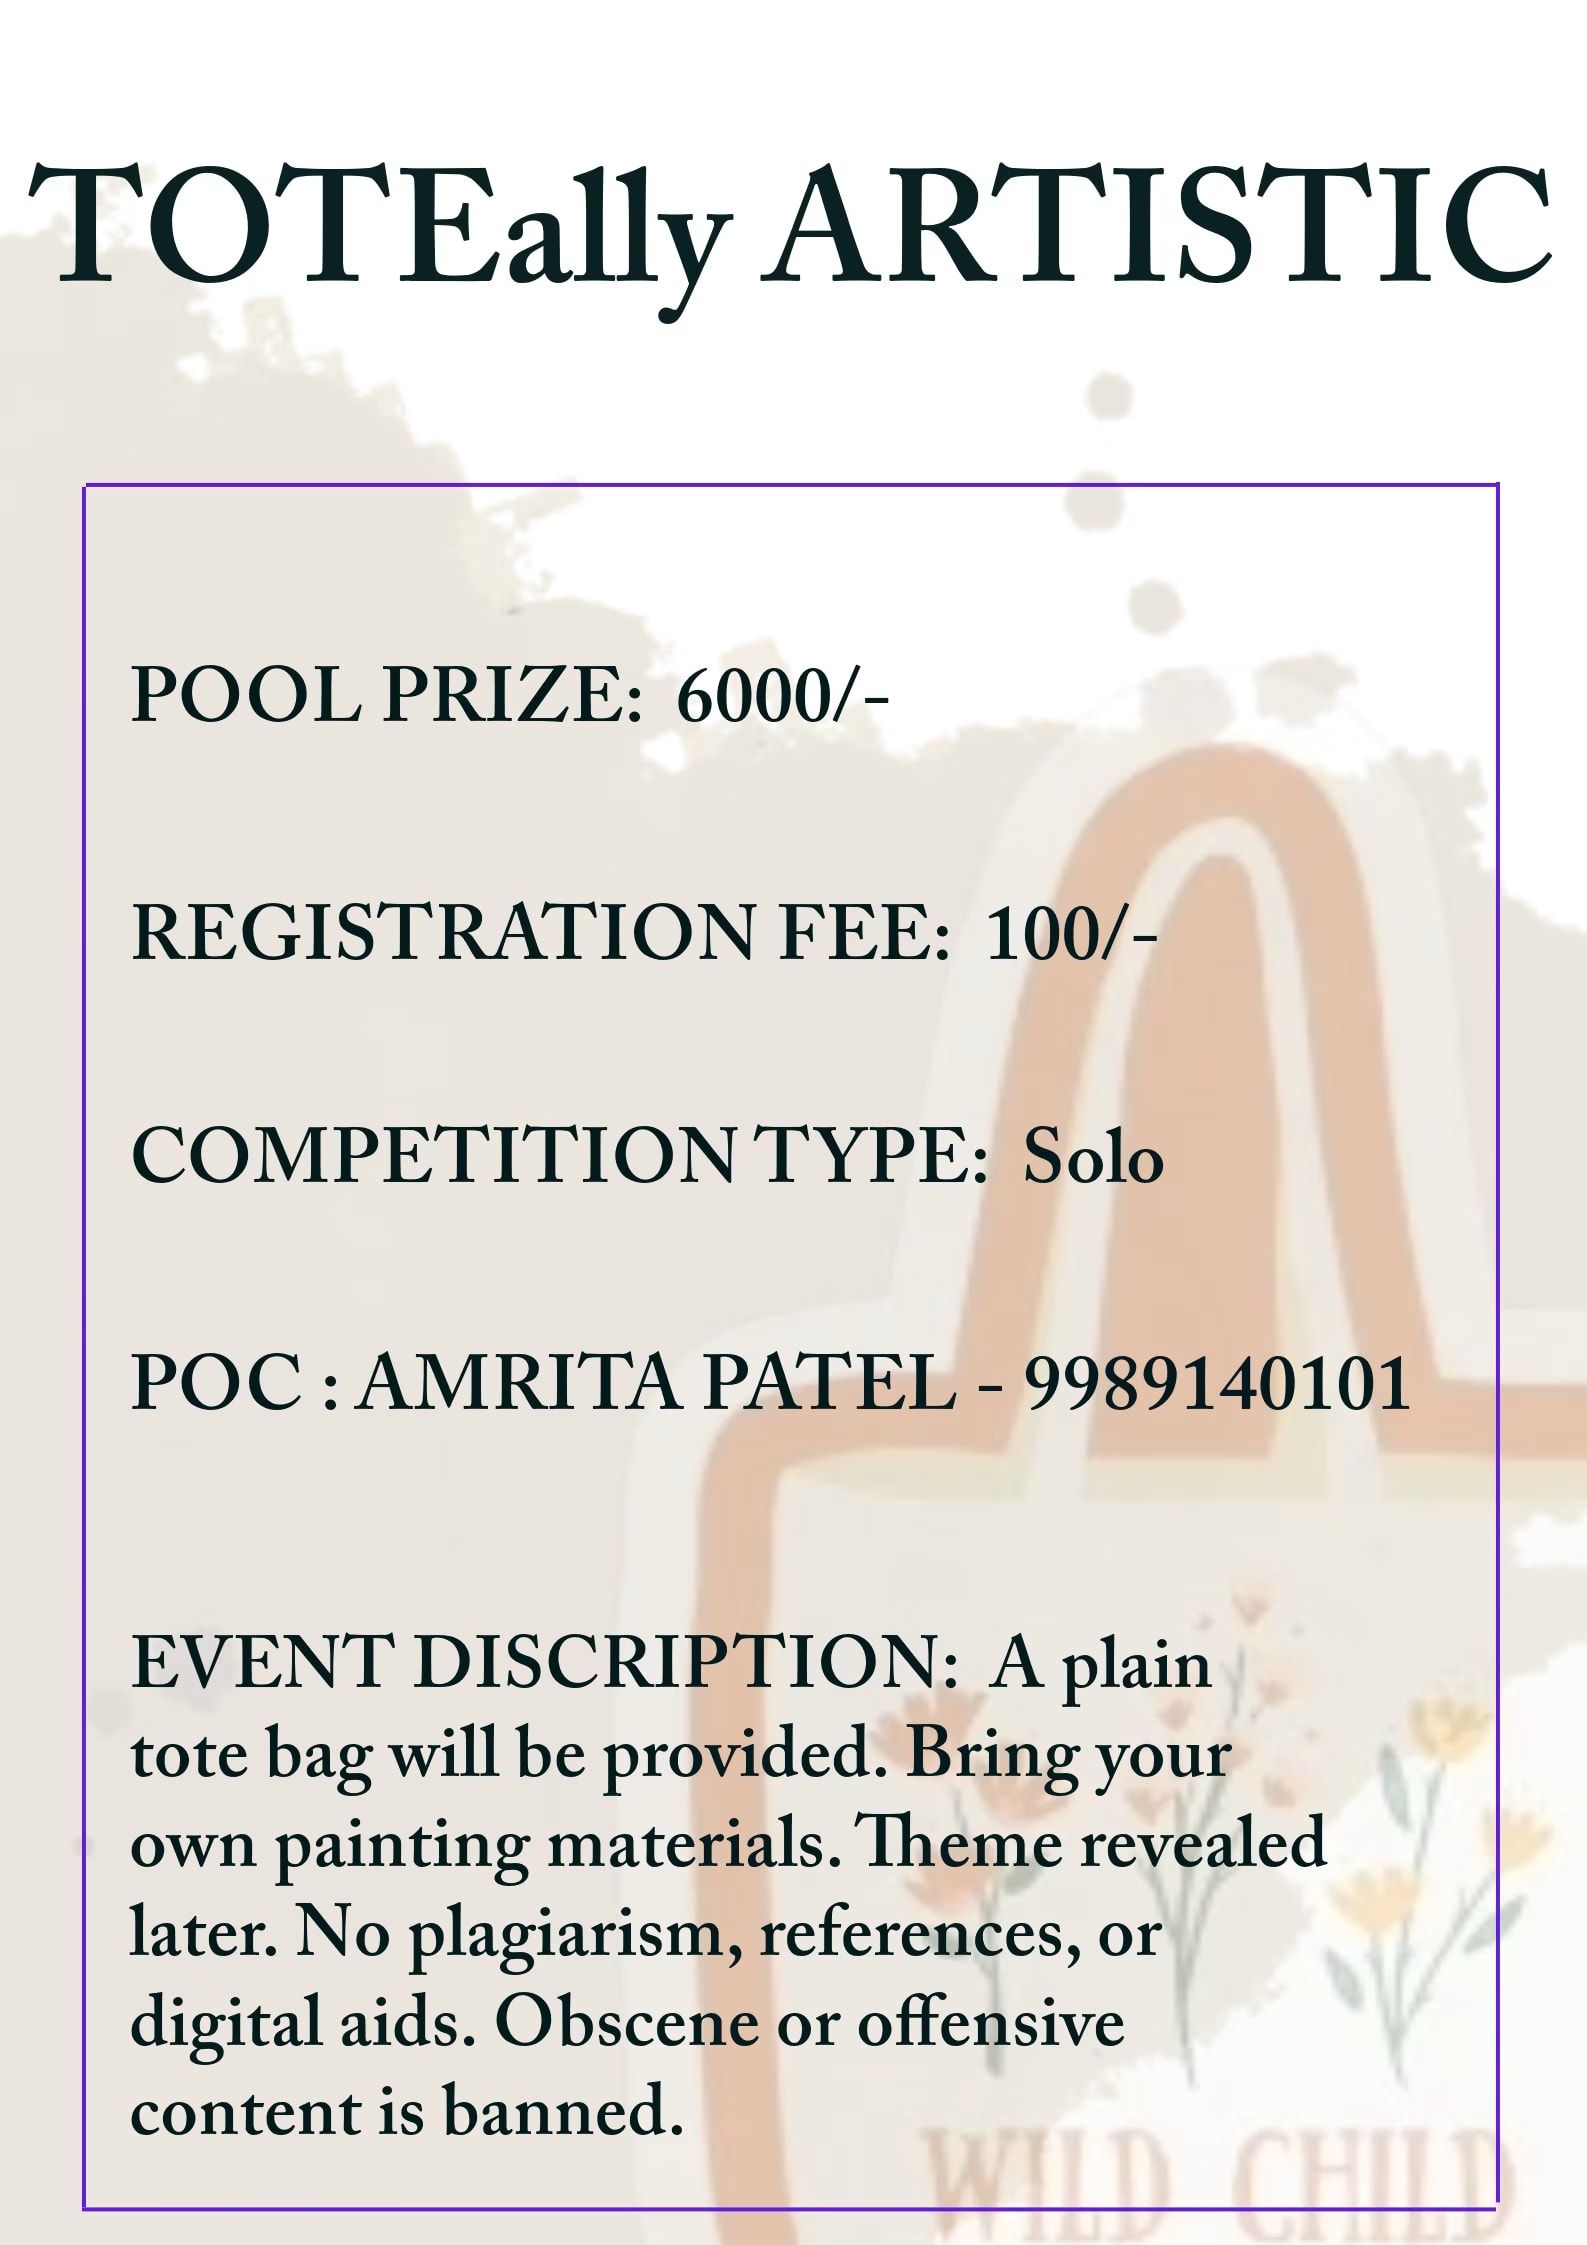 TOTEally ARTISTIC
POOL PRIZE: 6000/-
REGISTRATION FEE: 100/-
COMPETITION TYPE: Solo
POC : AMRITA PATEL - 9989140101
EVENT DISCRIPTION: A plain
tote bag will be provided. Bring your
own painting materials. Theme revealed
later. No plagiarism, references, or
digital aids. Obscene or offensive
content is banned.
WILD CHILD